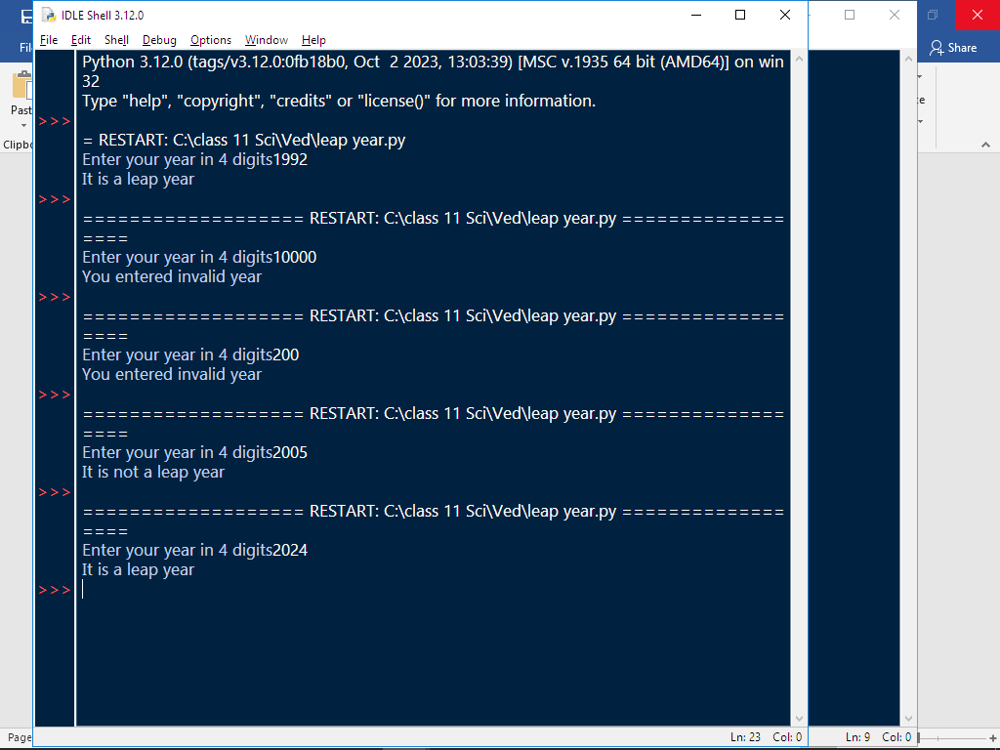 IDLE Shell 3.12.0
File Edit Shell Debug Options Window Help
Python 3.12.0 (tags/v3.12.0:0fb18b0, Oct  2 2023, 13:03:39) [MSC v.1935 64 bit (AMD64)] on win
32
Type "help", "copyright", "credits" or "license()" for more information.
>>>
= RESTART: C:\class 11 Sci\Ved\leap year.py
Enter your year in 4 digits1992
It is a leap year
>>>
=================== RESTART: C:\class 11 Sci\Ved\leap year.py ==============
====
Enter your year in 4 digits10000
You entered invalid year
>>>
=================== RESTART: C:\class 11 Sci\Ved\leap year.py ==============
====
Enter your year in 4 digits200
You entered invalid year
>>>
=================== RESTART: C:\class 11 Sci\Ved\leap year.py ==============
====
Enter your year in 4 digits2005
It is not a leap year
>>>
=================== RESTART: C:\class 11 Sci\Ved\leap year.py ==============
====
Enter your year in 4 digits2024
It is a leap year
>>>
Ln: 23 Col: 0
Ln: 9 Col: 0
Share
Page